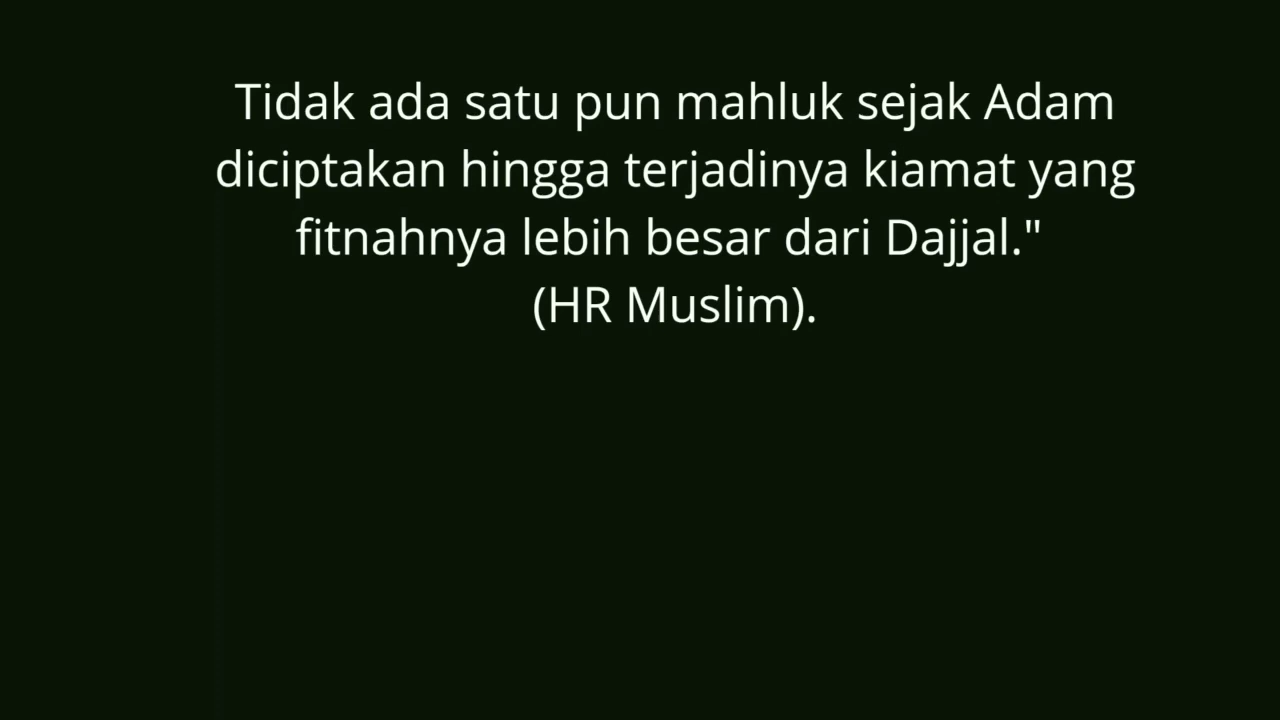 Tidak ada satu pun mahluk sejak Adam
diciptakan hingga terjadinya kiamat yang
fitnahnya lebih besar dari Dajjal."
(HR Muslim).